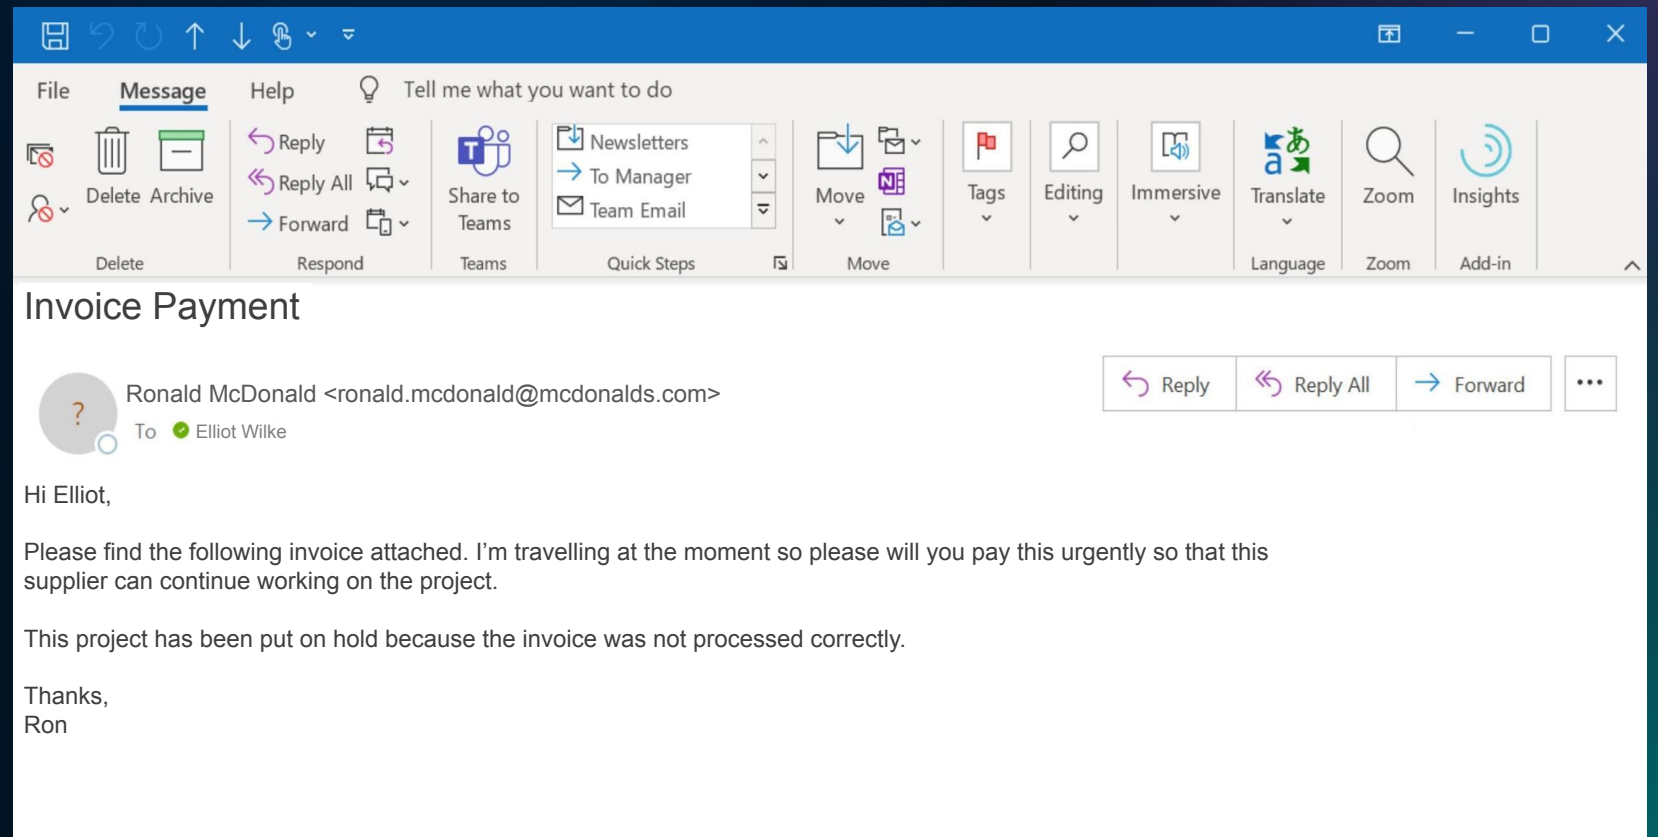 File Message Help Tell me what you want to do
Delete Archive
Reply
Reply All
Forward
Share to
Teams
Newsletters
To Manager
Team Email
Move
Tags
Editing
Immersive
Translate
Zoom
Insights
Delete Respond Teams Quick Steps Move Language Zoom Add-in
Invoice Payment
Ronald McDonald <ronald.mcdonald@mcdonalds.com>
To Elliot Wilke
Reply Reply All Forward
Hi Elliot,
Please find the following invoice attached. I’m travelling at the moment so please will you pay this urgently so that this
supplier can continue working on the project.
This project has been put on hold because the invoice was not processed correctly.
Thanks,
Ron